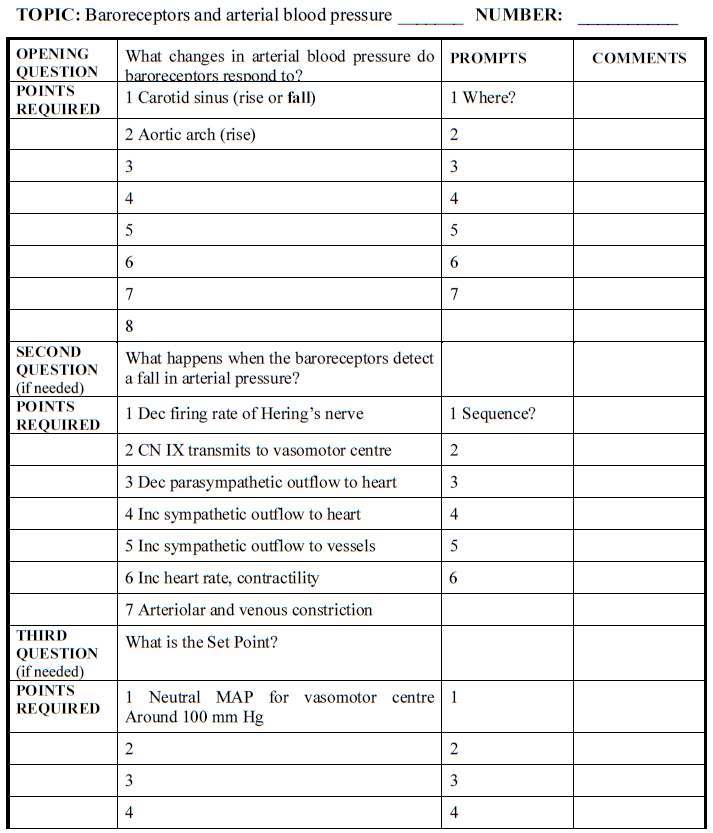 TOPIC: Baroreceptors and arterial blood pressure _______ NUMBER: ___________
OPENING QUESTION
What changes in arterial blood pressure do baroreceptors respond to?
PROMPTS
COMMENTS
POINTS REQUIRED
1 Carotid sinus (rise or fall)
1 Where?
2 Aortic arch (rise)
2
3
3
4
4
5
5
6
6
7
7
8
SECOND QUESTION (if needed)
What happens when the baroreceptors detect a fall in arterial pressure?
POINTS REQUIRED
1 Dec firing rate of Hering's nerve
1 Sequence?
2 CN IX transmits to vasomotor centre
2
3 Dec parasympathetic outflow to heart
3
4 Inc sympathetic outflow to heart
4
5 Inc sympathetic outflow to vessels
5
6 Inc heart rate, contractility
6
7 Arteriolar and venous constriction
THIRD QUESTION (if needed)
What is the Set Point?
POINTS REQUIRED
1 Neutral MAP for vasomotor centre Around 100 mm Hg
1
2
2
3
3
4
4